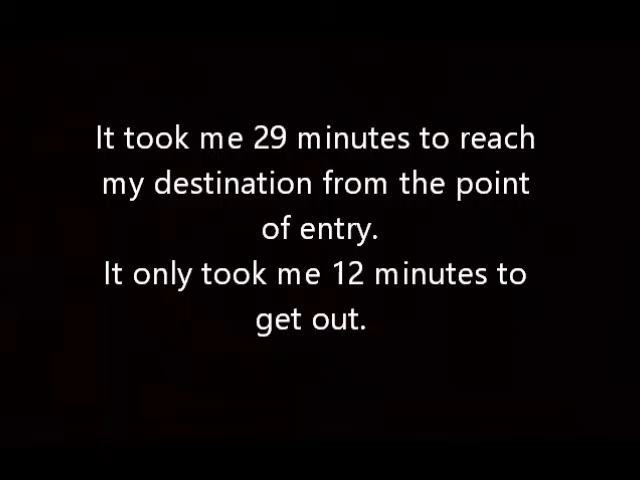 It took me 29 minutes to reach
my destination from the point
of entry.
It only took me 12 minutes to
get out.